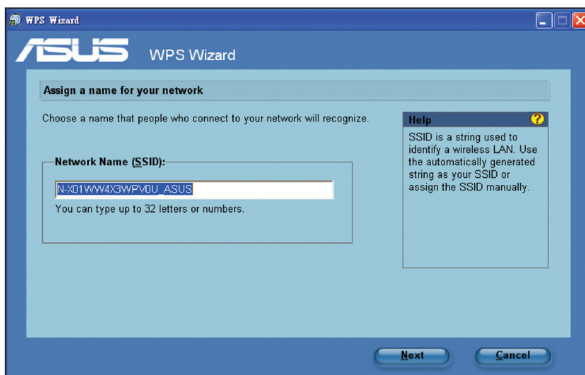 WPS Wizard
ASUS WPS Wizard
Assign a name for your network
Choose a name that people who connect to your network will recognize.
Network Name (SSID):
N-X01WW4X3WPV0U_ASUS
You can type up to 32 letters or numbers.
Help ?
SSID is a string used to
identify a wireless LAN. Use
the automatically generated
string as your SSID or
assign the SSID manually.
Next Cancel